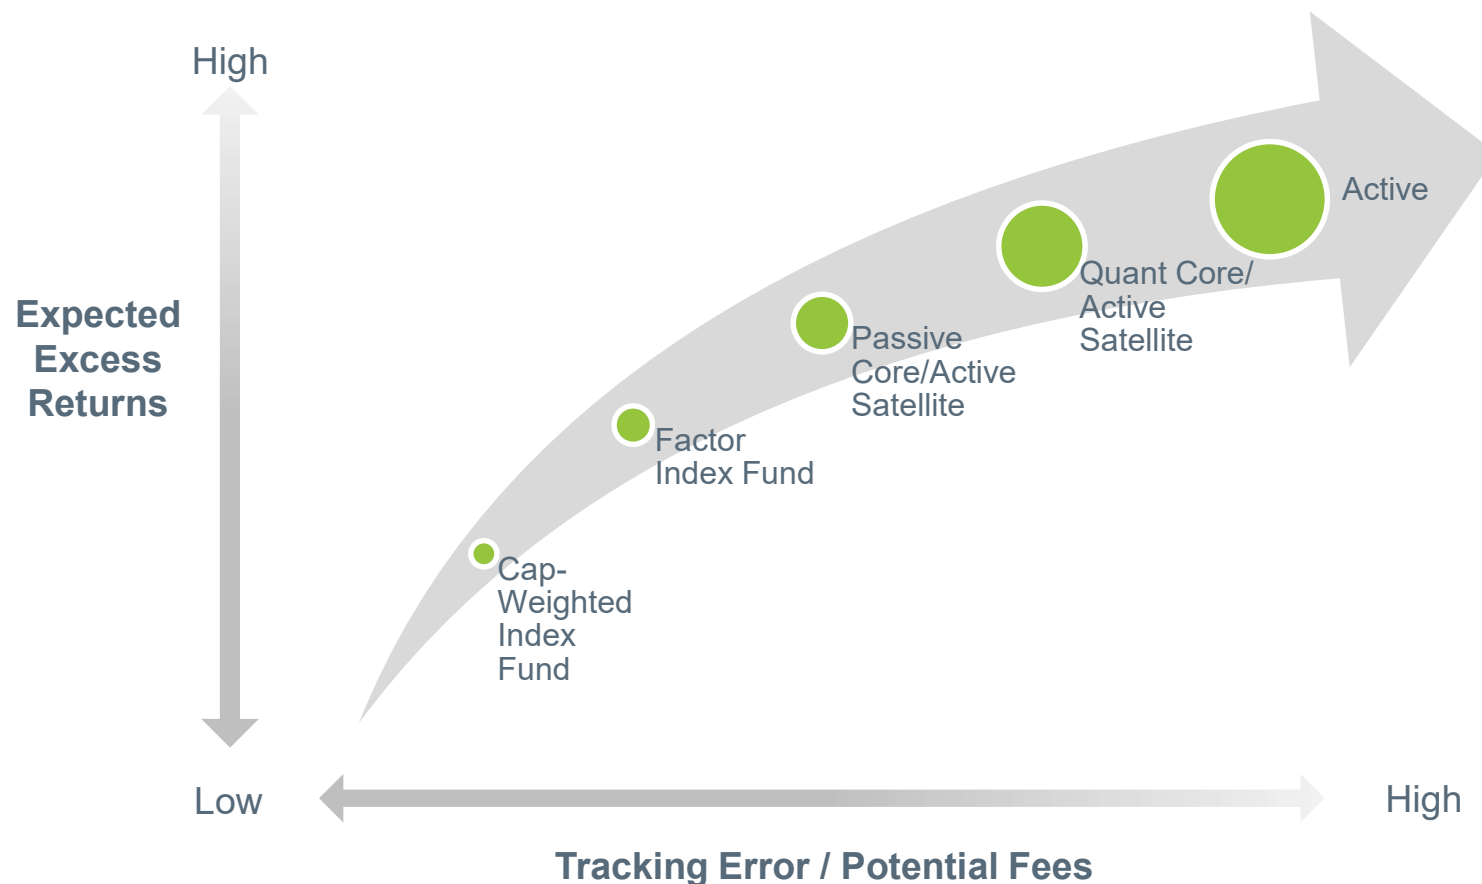 High
Expected
Excess
Returns
Active
Quant Core/
Active
Satellite
Passive
Core/Active
Satellite
Factor
Index Fund
Cap-
Weighted
Index
Fund
Low
High
Tracking Error / Potential Fees